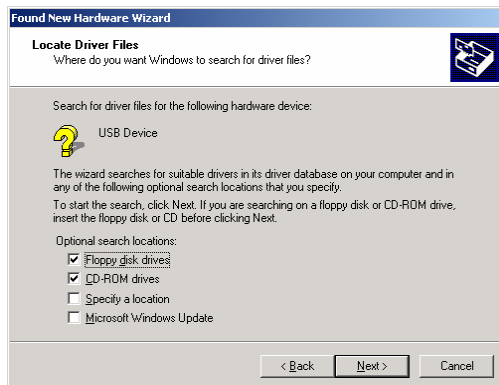 Found New Hardware Wizard
Locate Driver Files
Where do you want Windows to search for driver files?
Search for driver files for the following hardware device:
USB Device
The wizard searches for suitable drivers in its driver database on your computer and in
any of the following optional search locations that you specify.
To start the search, click Next. If you are searching on a floppy disk or CD-ROM drive,
insert the floppy disk or CD before clicking Next.
Optional search locations:
Floppy disk drives
CD-ROM drives
Specify a location
Microsoft Windows Update
< Back Next > Cancel